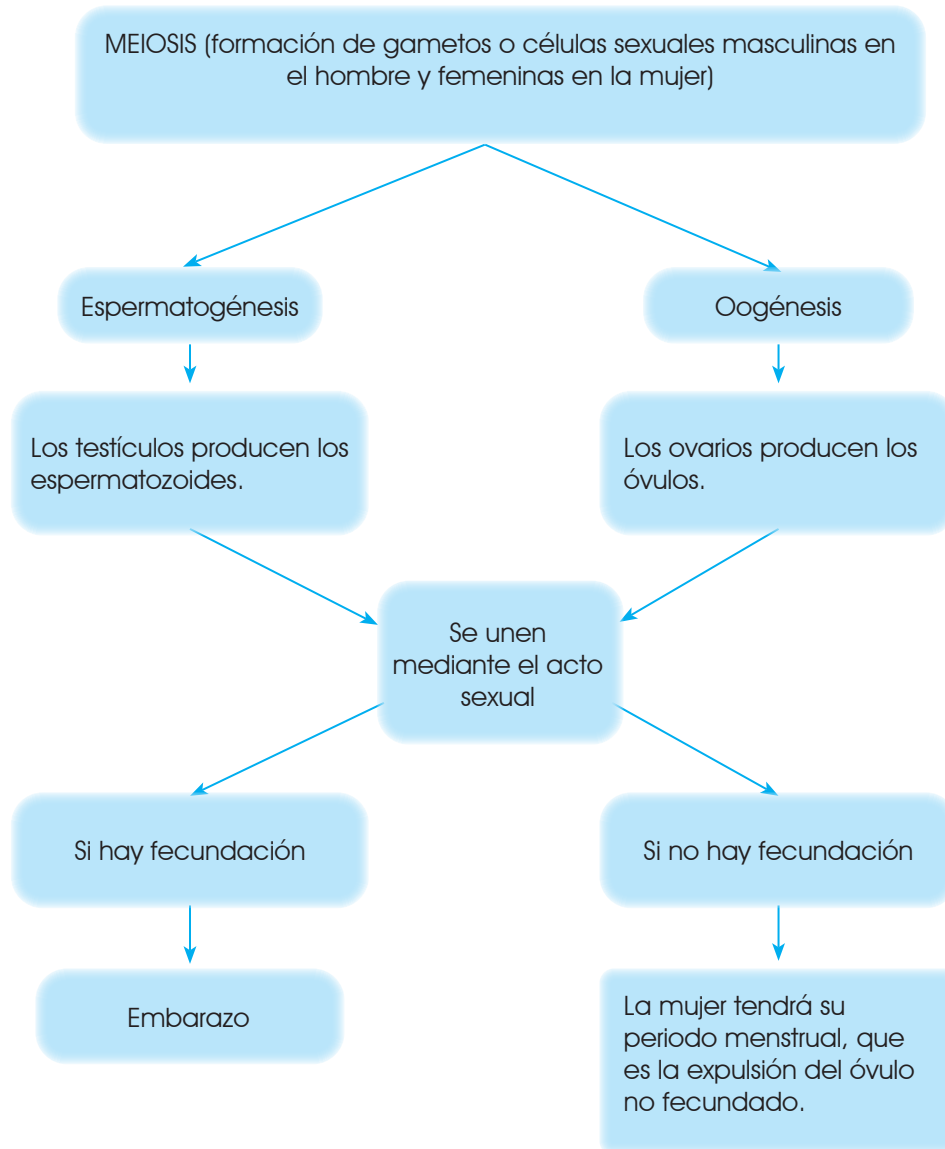 MEIOSIS (formación de gametos o células sexuales masculinas en
el hombre y femeninas en la mujer)
Espermatogénesis
Oogénesis
Los testículos producen los
espermatozoides.
Los ovarios producen los
óvulos.
Se unen
mediante el acto
sexual
Si hay fecundación
Si no hay fecundación
Embarazo
La mujer tendrá su
periodo menstrual, que
es la expulsión del óvulo
no fecundado.